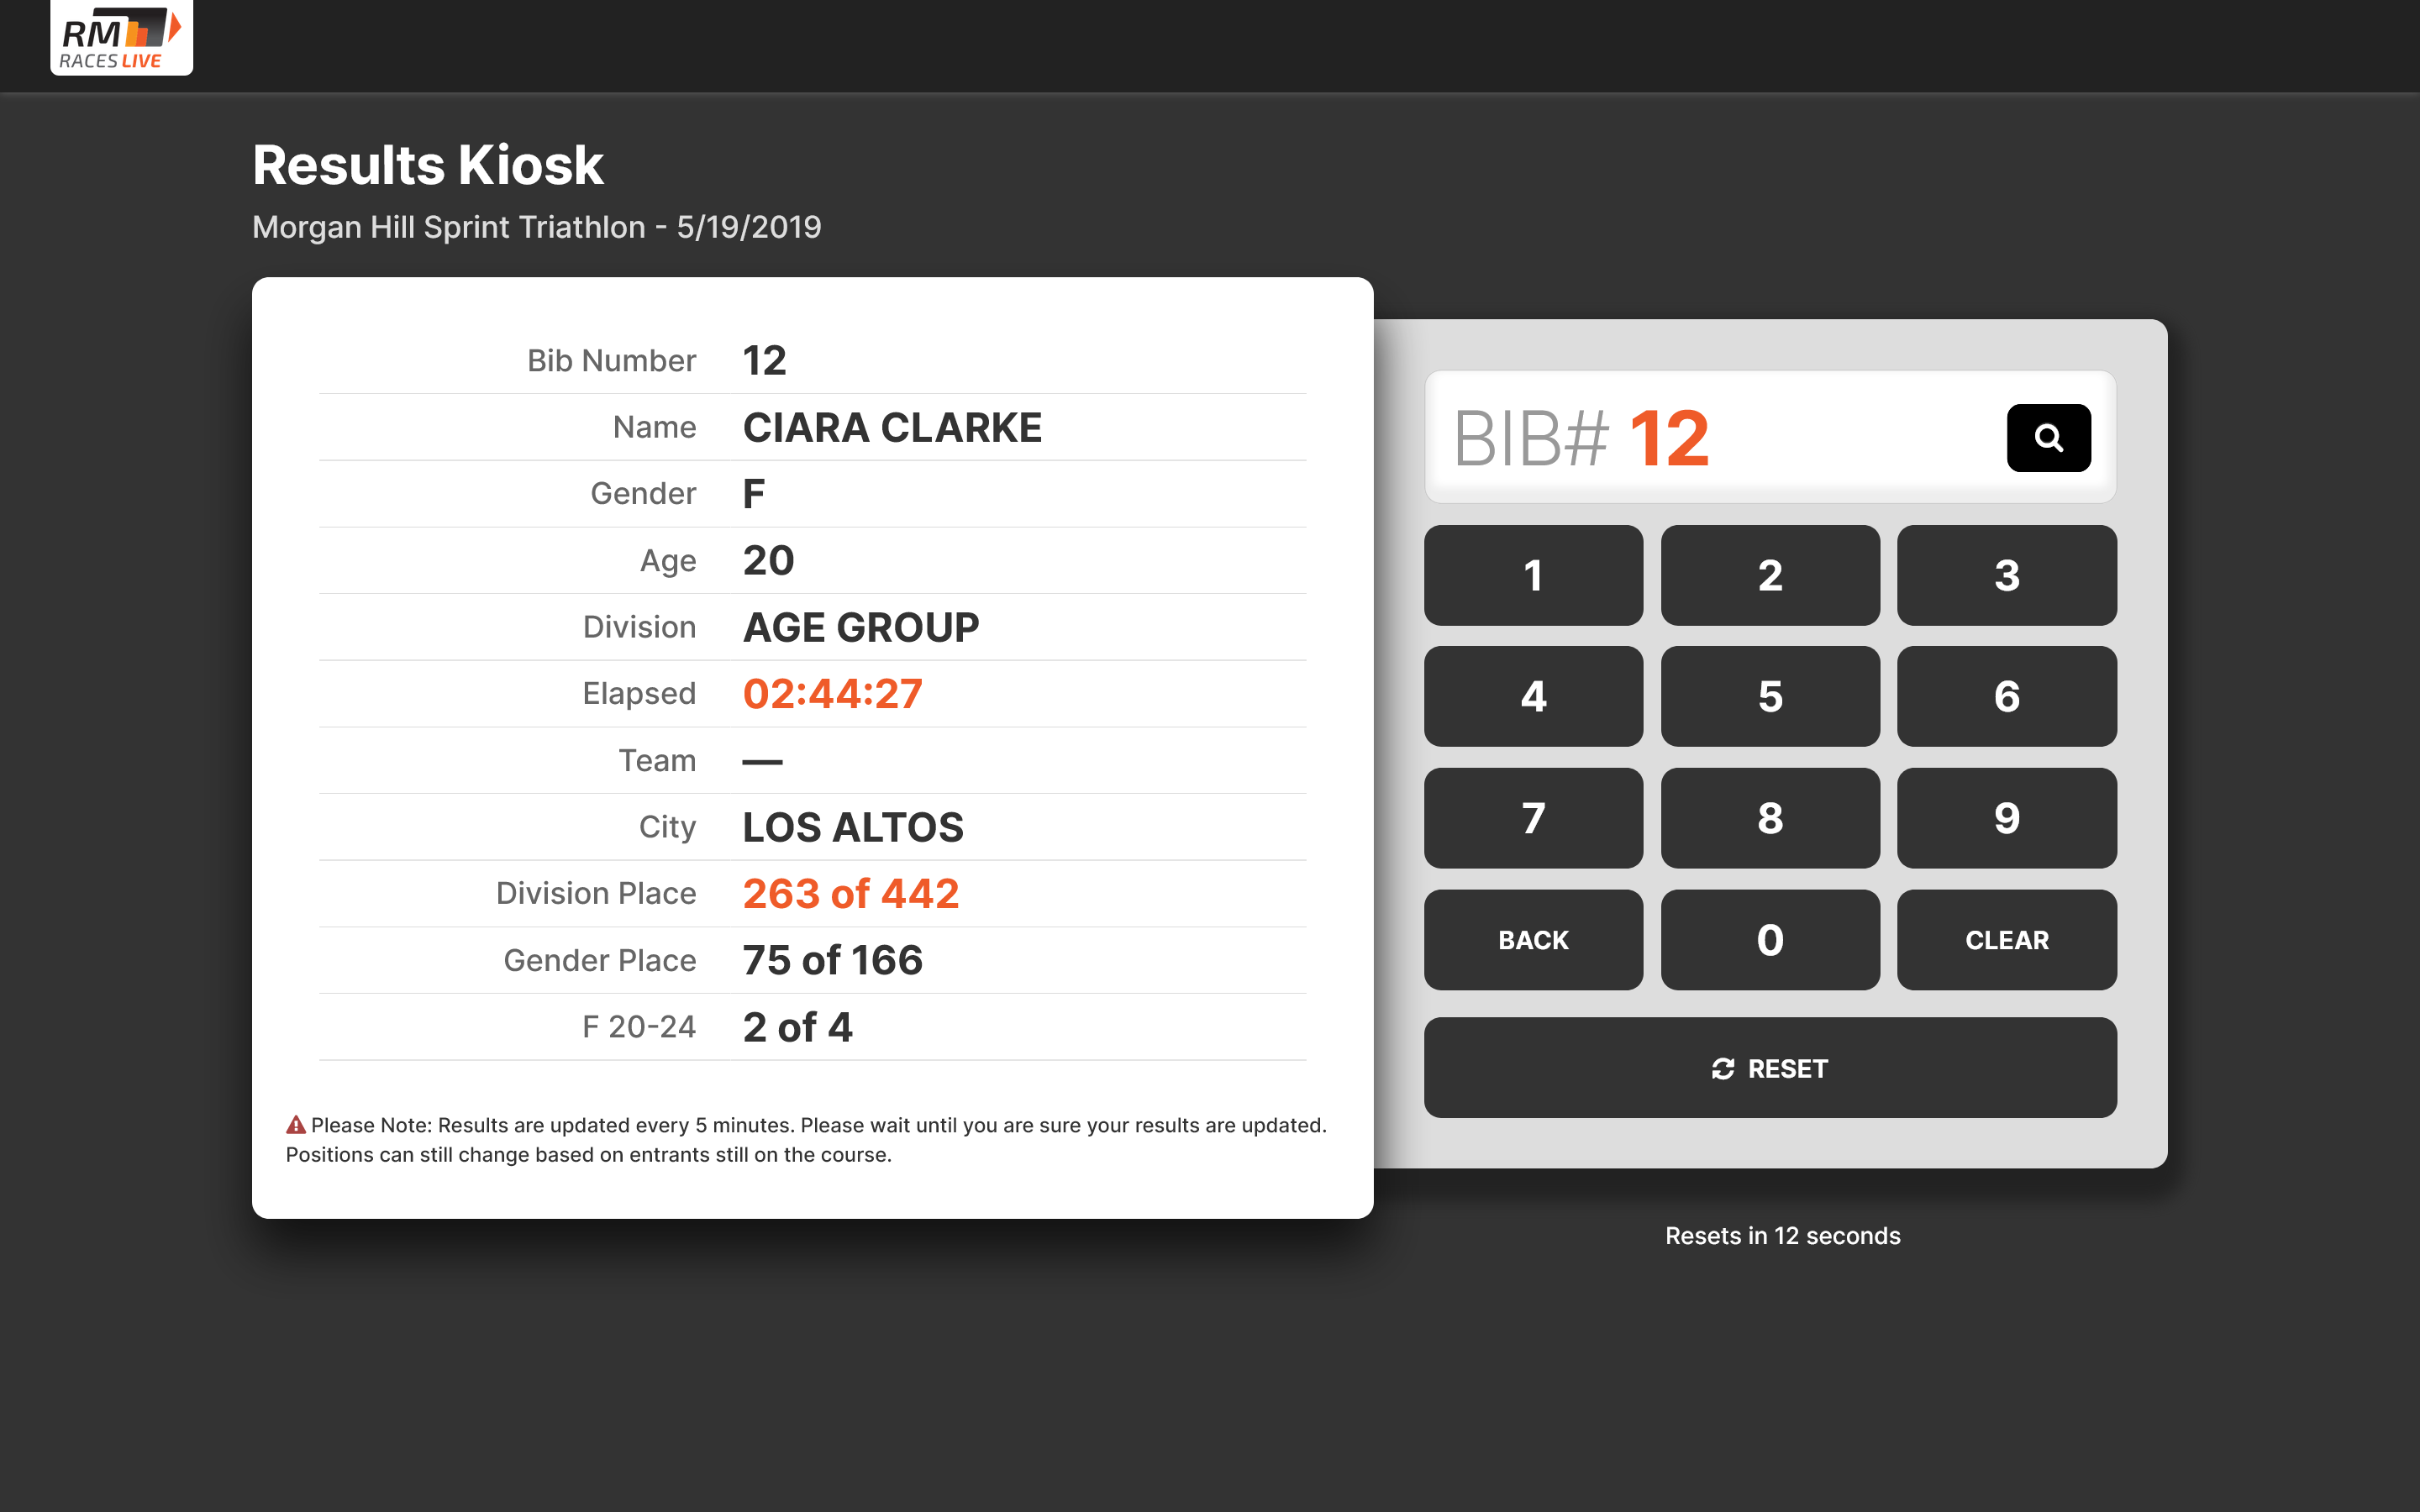 RM
RACES LIVE
Results Kiosk
Morgan Hill Sprint Triathlon - 5/19/2019
Bib Number 12
Name CIARA CLARKE
Gender F
Age 20
Division AGE GROUP
Elapsed 02:44:27
Team —
City LOS ALTOS
Division Place 263 of 442
Gender Place 75 of 166
F 20-24 2 of 4
Please Note: Results are updated every 5 minutes. Please wait until you are sure your results are updated.
Positions can still change based on entrants still on the course.
BIB# 12
1 2 3
4 5 6
7 8 9
BACK 0 CLEAR
RESET
Resets in 12 seconds